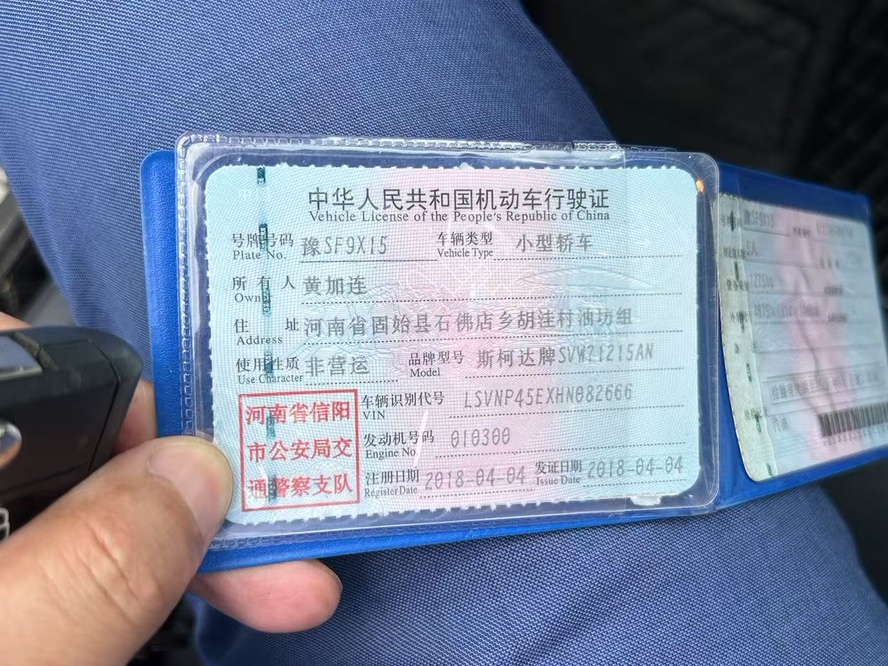 中华人民共和国机动车行驶证
Vehicle License of the People's Republic of China
号牌号码 豫SF9X15 车辆类型 小型轿车
Plate No. Vehicle Type
所有人 黄加连
Owner
住址 河南省固始县石佛店乡胡洼村油坊组
Address
使用性质 非营运 品牌型号 斯柯达牌SVW71215AN
Use Character Model
车辆识别代号 LSVNP45EXHN082666
VIN
河南省信阳
市公安局交
通警察支队
发动机号码 010300
Engine No.
注册日期 2018-04-04 发证日期 2018-04-04
Register Date Issue Date